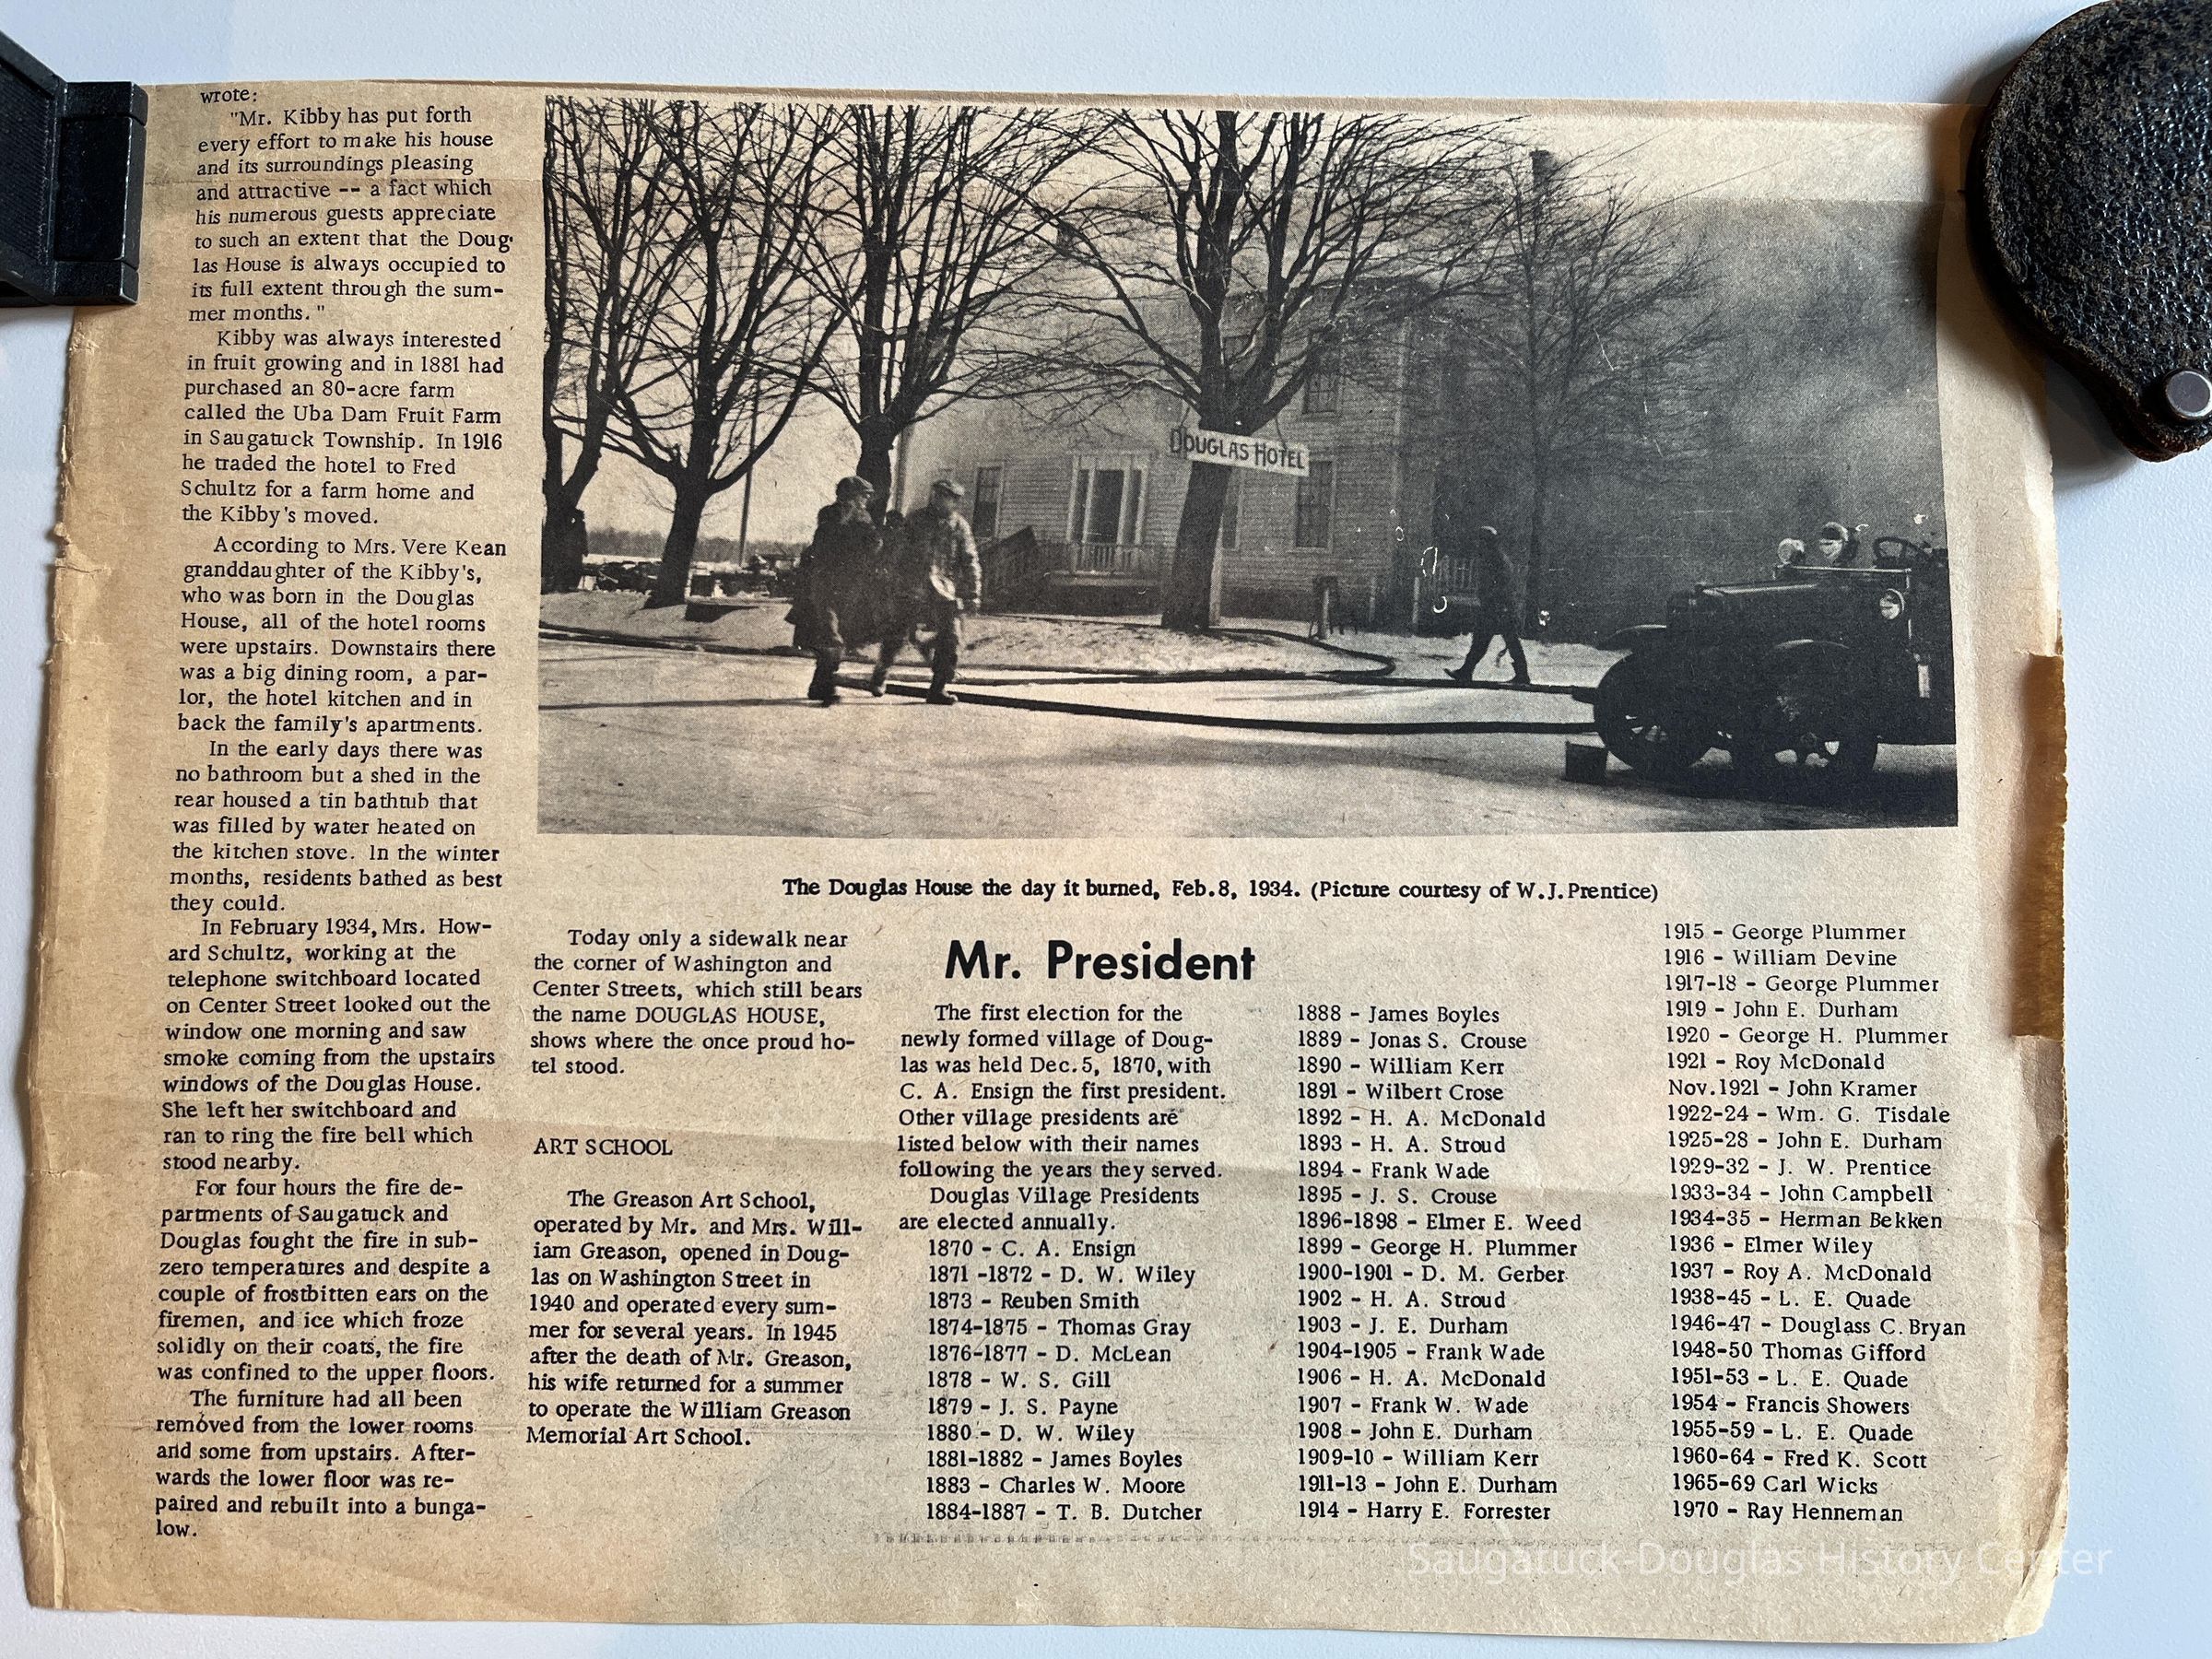 wrote:
"Mr. Kibby has put forth
every effort to make his house
and its surroundings pleasing
and attractive -- a fact which
his numerous guests appreciate
to such an extent that the Doug-
las House is always occupied to
its full extent through the sum-
mer months."
Kibby was always interested
in fruit growing and in 1881 had
purchased an 80-acre farm
called the Uba Dam Fruit Farm
in Saugatuck Township. In 1916
he traded the hotel to Fred
Schultz for a farm home and
the Kibby's moved.
According to Mrs. Vere Kean
granddaughter of the Kibby's,
who was born in the Douglas
House, all of the hotel rooms
were upstairs. Downstairs there
was a big dining room, a par-
lor, the hotel kitchen and in
back the family's apartments.
In the early days there was
no bathroom but a shed in the
rear housed a tin bathtub that
was filled by water heated on
the kitchen stove. In the winter
months, residents bathed as best
they could.
In February 1934, Mrs. How-
ard Schultz, working at the
telephone switchboard located
on Center Street looked out the
window one morning and saw
smoke coming from the upstairs
windows of the Douglas House.
She left her switchboard and
ran to ring the fire bell which
stood nearby.
For four hours the fire de-
partments of Saugatuck and
Douglas fought the fire in sub-
zero temperatures and despite a
couple of frostbitten ears on the
firemen, and ice which froze
solidly on their coats, the fire
was confined to the upper floors.
The furniture had all been
removed from the lower rooms
and some from upstairs. After-
wards the lower floor was re-
paired and rebuilt into a bunga-
low.
DOUGLAS HOTEL
The Douglas House the day it burned, Feb.8, 1934. (Picture courtesy of W.J.Prentice)
Today only a sidewalk near
the corner of Washington and
Center Streets, which still bears
the name DOUGLAS HOUSE,
shows where the once proud ho-
tel stood.
ART SCHOOL
The Greason Art School,
operated by Mr. and Mrs. Will-
iam Greason, opened in Doug-
las on Washington Street in
1940 and operated every sum-
mer for several years. In 1945
after the death of Mr. Greason,
his wife returned for a summer
to operate the William Greason
Memorial Art School.
Mr. President
The first election for the
newly formed village of Doug-
las was held Dec.5, 1870, with
C. A. Ensign the first president.
Other village presidents are
listed below with their names
following the years they served.
Douglas Village Presidents
are elected annually.
1870 - C. A. Ensign
1871 -1872 - D. W. Wiley
1873 - Reuben Smith
1874-1875 - Thomas Gray
1876-1877 - D. McLean
1878 - W. S. Gill
1879 - J. S. Payne
1880 - D. W. Wiley
1881-1882 - James Boyles
1883 - Charles W. Moore
1884-1887 - T. B. Dutcher
1888 - James Boyles
1889 - Jonas S. Crouse
1890 - William Kerr
1891 - Wilbert Crose
1892 - H. A. McDonald
1893 - H. A. Stroud
1894 - Frank Wade
1895 - J. S. Crouse
1896-1898 - Elmer E. Weed
1899 - George H. Plummer
1900-1901 - D. M. Gerber
1902 - H. A. Stroud
1903 - J. E. Durham
1904-1905 - Frank Wade
1906 - H. A. McDonald
1907 - Frank W. Wade
1908 - John E. Durham
1909-10 - William Kerr
1911-13 - John E. Durham
1914 - Harry E. Forrester
1915 - George Plummer
1916 - William Devine
1917-18 - George Plummer
1919 - John E. Durham
1920 - George H. Plummer
1921 - Roy McDonald
Nov.1921 - John Kramer
1922-24 - Wm. G. Tisdale
1925-28 - John E. Durham
1929-32 - J. W. Prentice
1933-34 - John Campbell
1934-35 - Herman Bekken
1936 - Elmer Wiley
1937 - Roy A. McDonald
1938-45 - L. E. Quade
1946-47 - Douglass C. Bryan
1948-50 Thomas Gifford
1951-53 - L. E. Quade
1954 - Francis Showers
1955-59 - L. E. Quade
1960-64 - Fred K. Scott
1965-69 Carl Wicks
1970 - Ray Henneman
Saugatuck-Douglas History Center